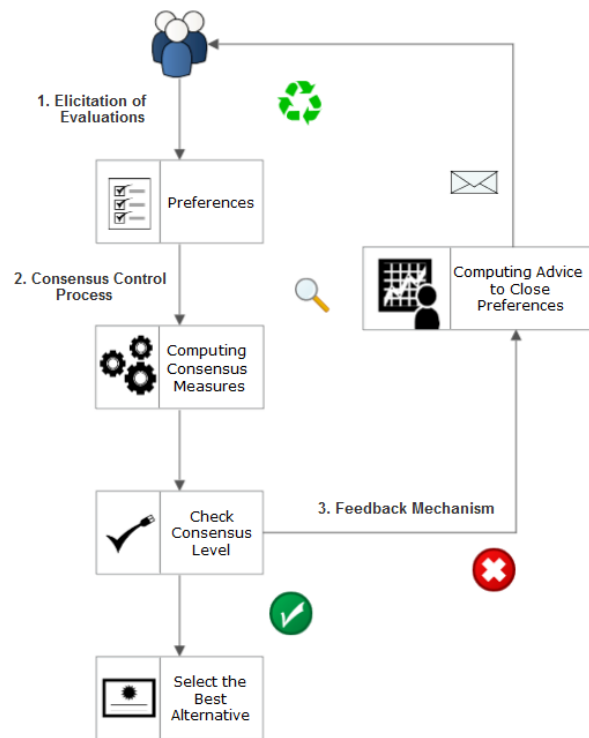 1. Elicitation of
Evaluations
Preferences
2. Consensus Control
Process
Computing Advice
to Close
Preferences
Computing
Consensus
Measures
3. Feedback Mechanism
Check
Consensus
Level
Select the
Best
Alternative